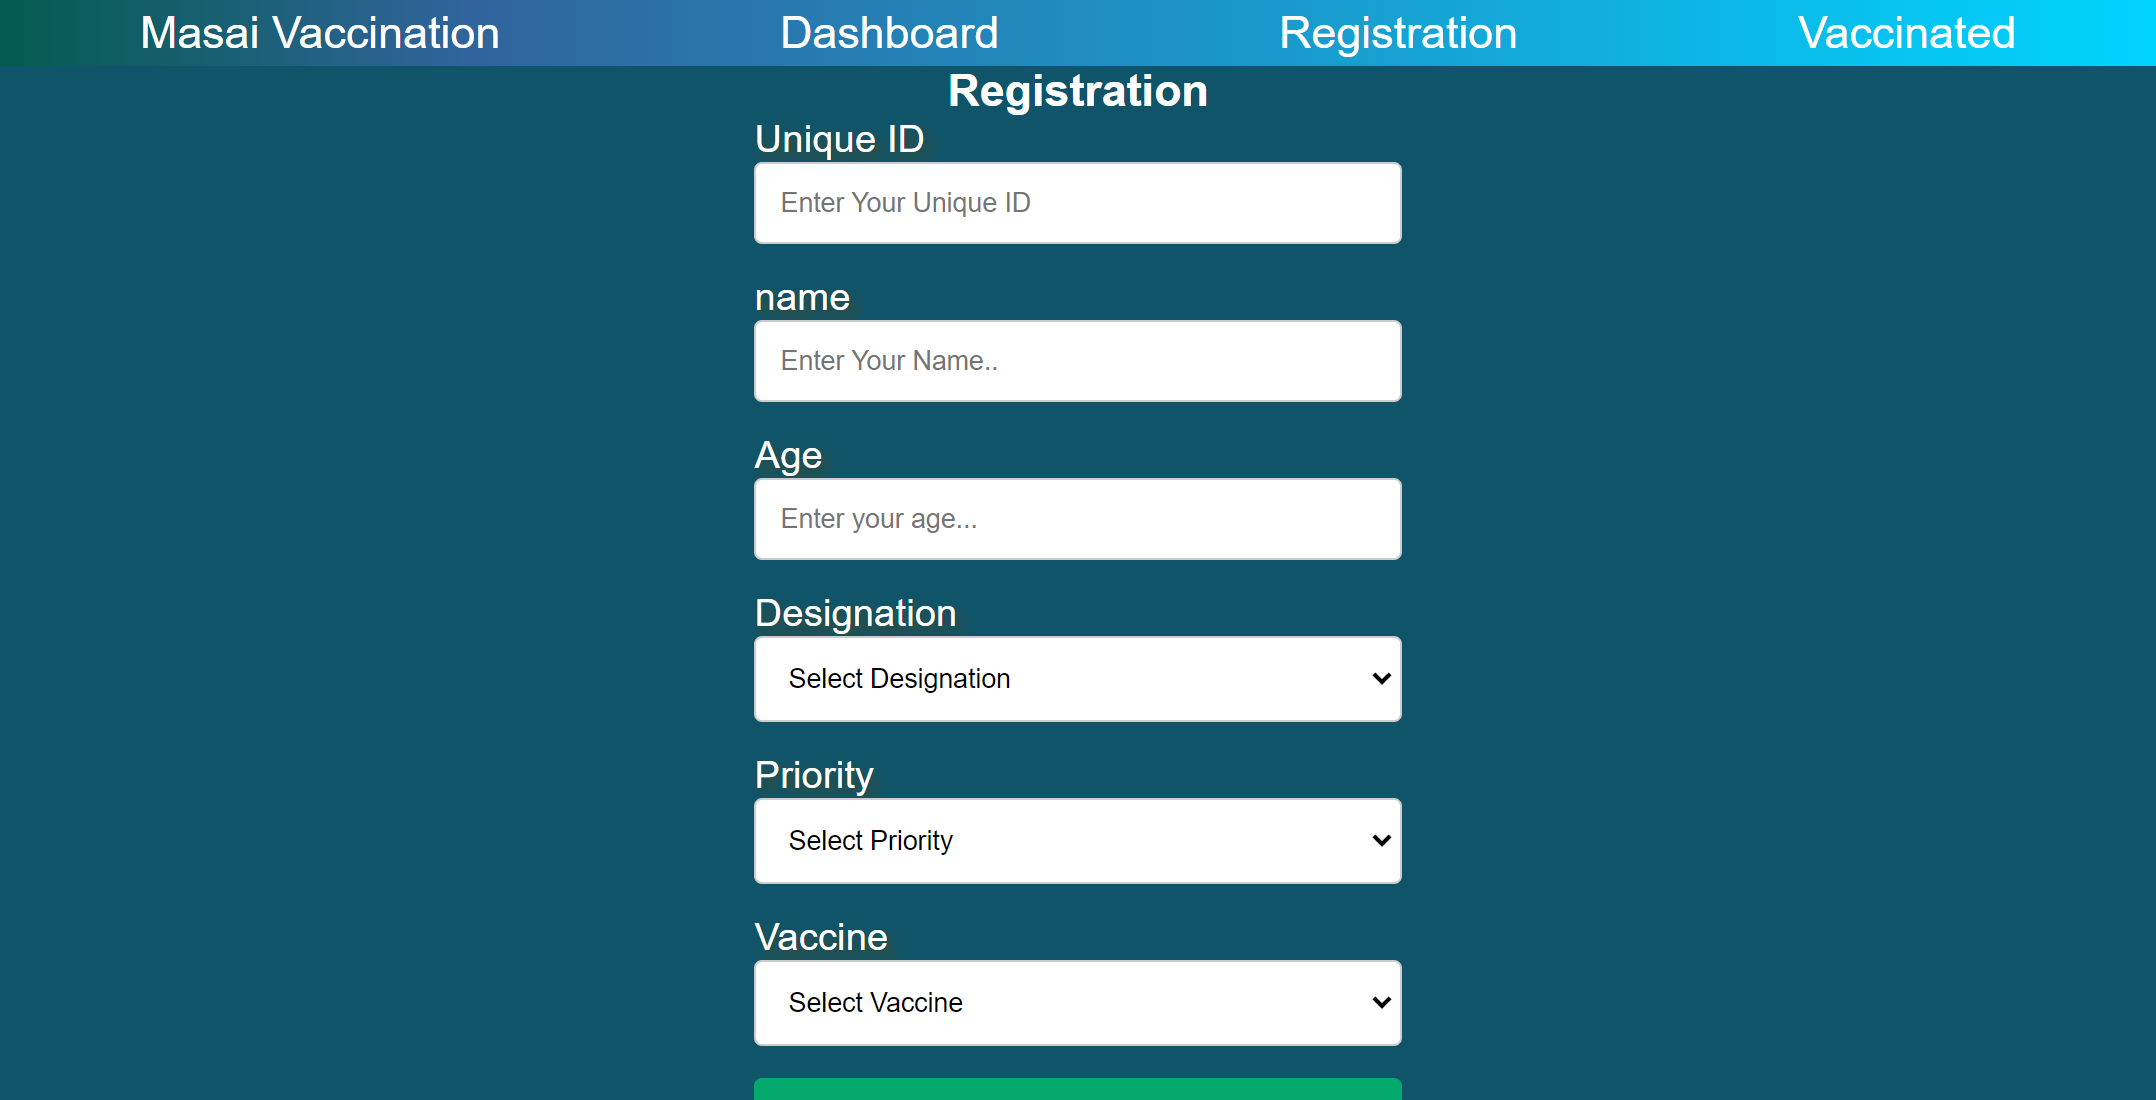 Masai Vaccination Dashboard Registration Vaccinated
Registration
Unique ID
Enter Your Unique ID
name
Enter Your Name..
Age
Enter your age...
Designation
Select Designation
Priority
Select Priority
Vaccine
Select Vaccine